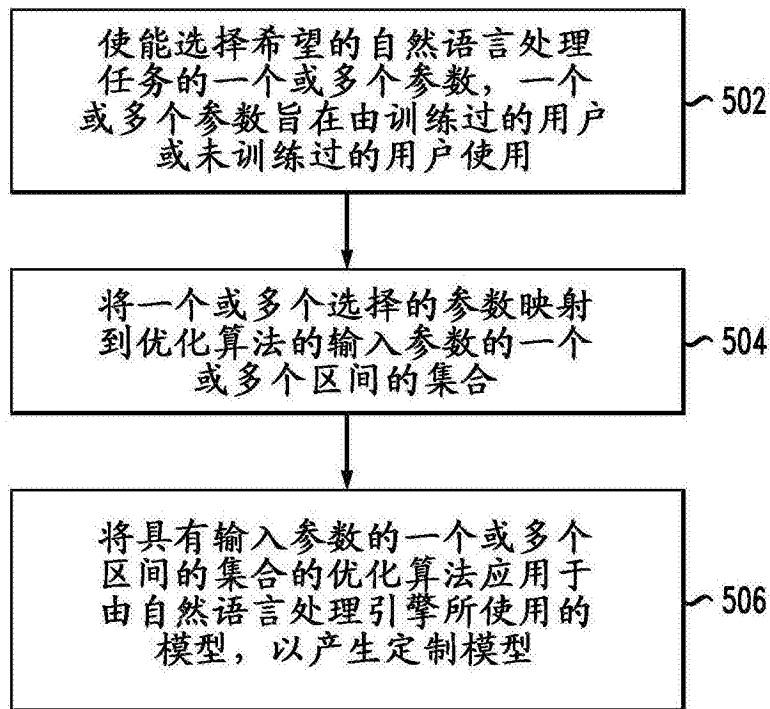 使能选择希望的自然语言处理
任务的一个或多个参数，一个
或多个参数旨在由训练过的用户
或未训练过的用户使用
502
将一个或多个选择的参数映射
到优化算法的输入参数的一个
或多个区间的集合
504
将具有输入参数的一个或多个
区间的集合的优化算法应用于
由自然语言处理引擎所使用的
模型，以产生定制模型
506